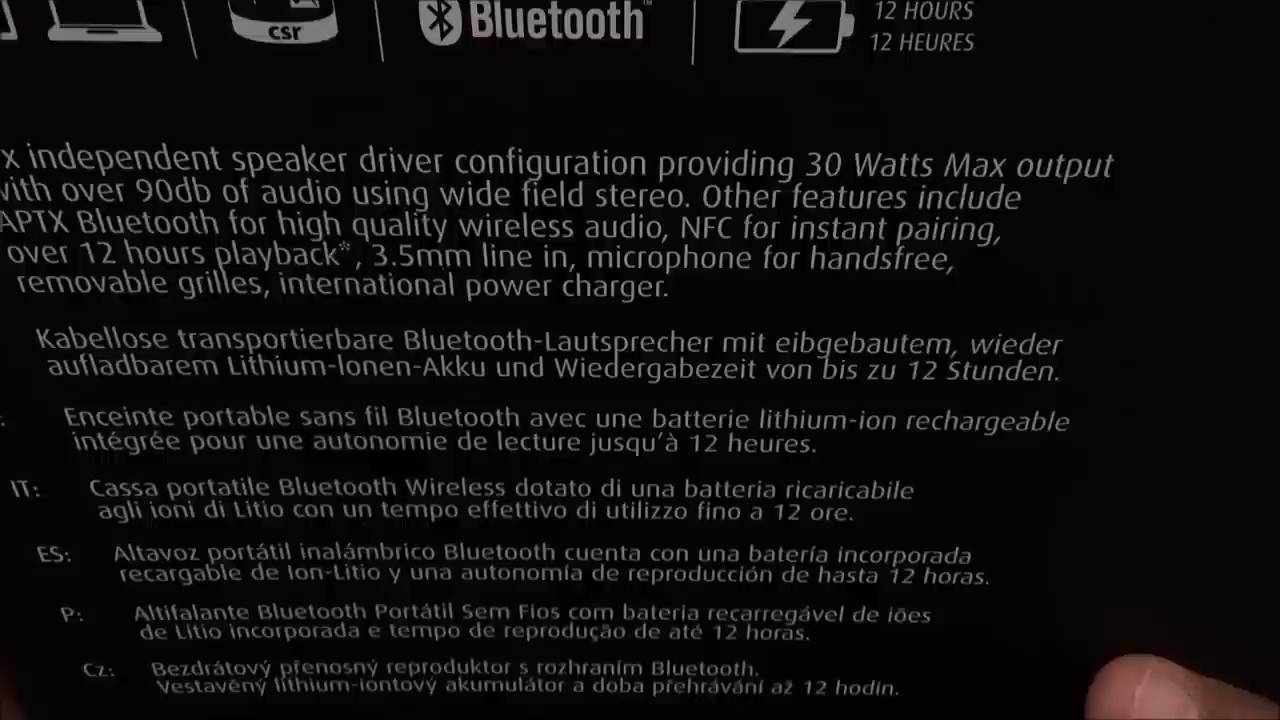 csr
Bluetooth™
12 HOURS
12 HEURES
x independent speaker driver configuration providing 30 Watts Max output
with over 90db of audio using wide field stereo. Other features include
APTX Bluetooth for high quality wireless audio, NFC for instant pairing,
over 12 hours playback*, 3.5mm line in, microphone for handsfree,
removable grilles, international power charger.
Kabellose transportierbare Bluetooth-Lautsprecher mit eibgebautem, wieder
aufladbarem Lithium-Ionen-Akku und Wiedergabezeit von bis zu 12 Stunden.
: Enceinte portable sans fil Bluetooth avec une batterie lithium-ion rechargeable
intégrée pour une autonomie de lecture jusqu'à 12 heures.
IT: Cassa portatile Bluetooth Wireless dotato di una batteria ricaricabile
agli ioni di Litio con un tempo effettivo di utilizzo fino a 12 ore.
ES: Altavoz portátil inalámbrico Bluetooth cuenta con una batería incorporada
recargable de Ion-Litio y una autonomía de reproducción de hasta 12 horas.
P: Altifalante Bluetooth Portátil Sem Fios com bateria recarregável de iões
de Lítio incorporada e tempo de reprodução de até 12 horas.
Cz: Bezdrátový přenosný reproduktor s rozhraním Bluetooth.
Vestavěný lithium-iontový akumulátor a doba přehrávání až 12 hodin.